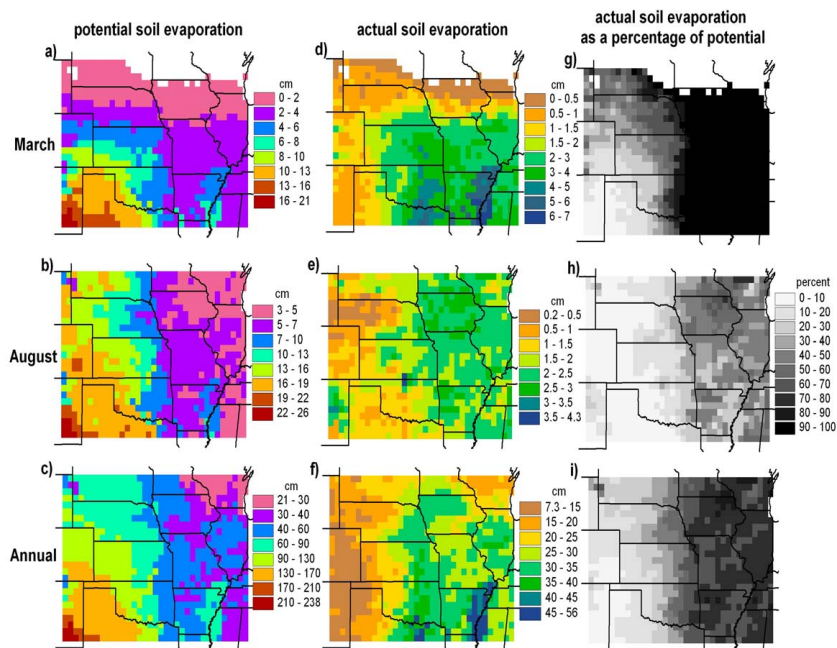 potential soil evaporation
actual soil evaporation
actual soil evaporation
as a percentage of potential
March
a)
cm
0 - 2
2 - 4
4 - 6
6 - 8
8 - 10
10 - 13
13 - 16
16 - 21
d)
cm
0 - 0.5
0.5 - 1
1 - 1.5
1.5 - 2
2 - 3
3 - 4
4 - 5
5 - 6
6 - 7
g)
August
b)
cm
3 - 5
5 - 7
7 - 10
10 - 13
13 - 16
16 - 19
19 - 22
22 - 26
e)
cm
0.2 - 0.5
0.5 - 1
1 - 1.5
1.5 - 2
2 - 2.5
2.5 - 3
3 - 3.5
3.5 - 4.3
h)
percent
0 - 10
10 - 20
20 - 30
30 - 40
40 - 50
50 - 60
60 - 70
70 - 80
80 - 90
90 - 100
Annual
c)
cm
21 - 30
30 - 40
40 - 60
60 - 90
90 - 130
130 - 170
170 - 210
210 - 238
f)
cm
7.3 - 15
15 - 20
20 - 25
25 - 30
30 - 35
35 - 40
40 - 45
45 - 56
i)